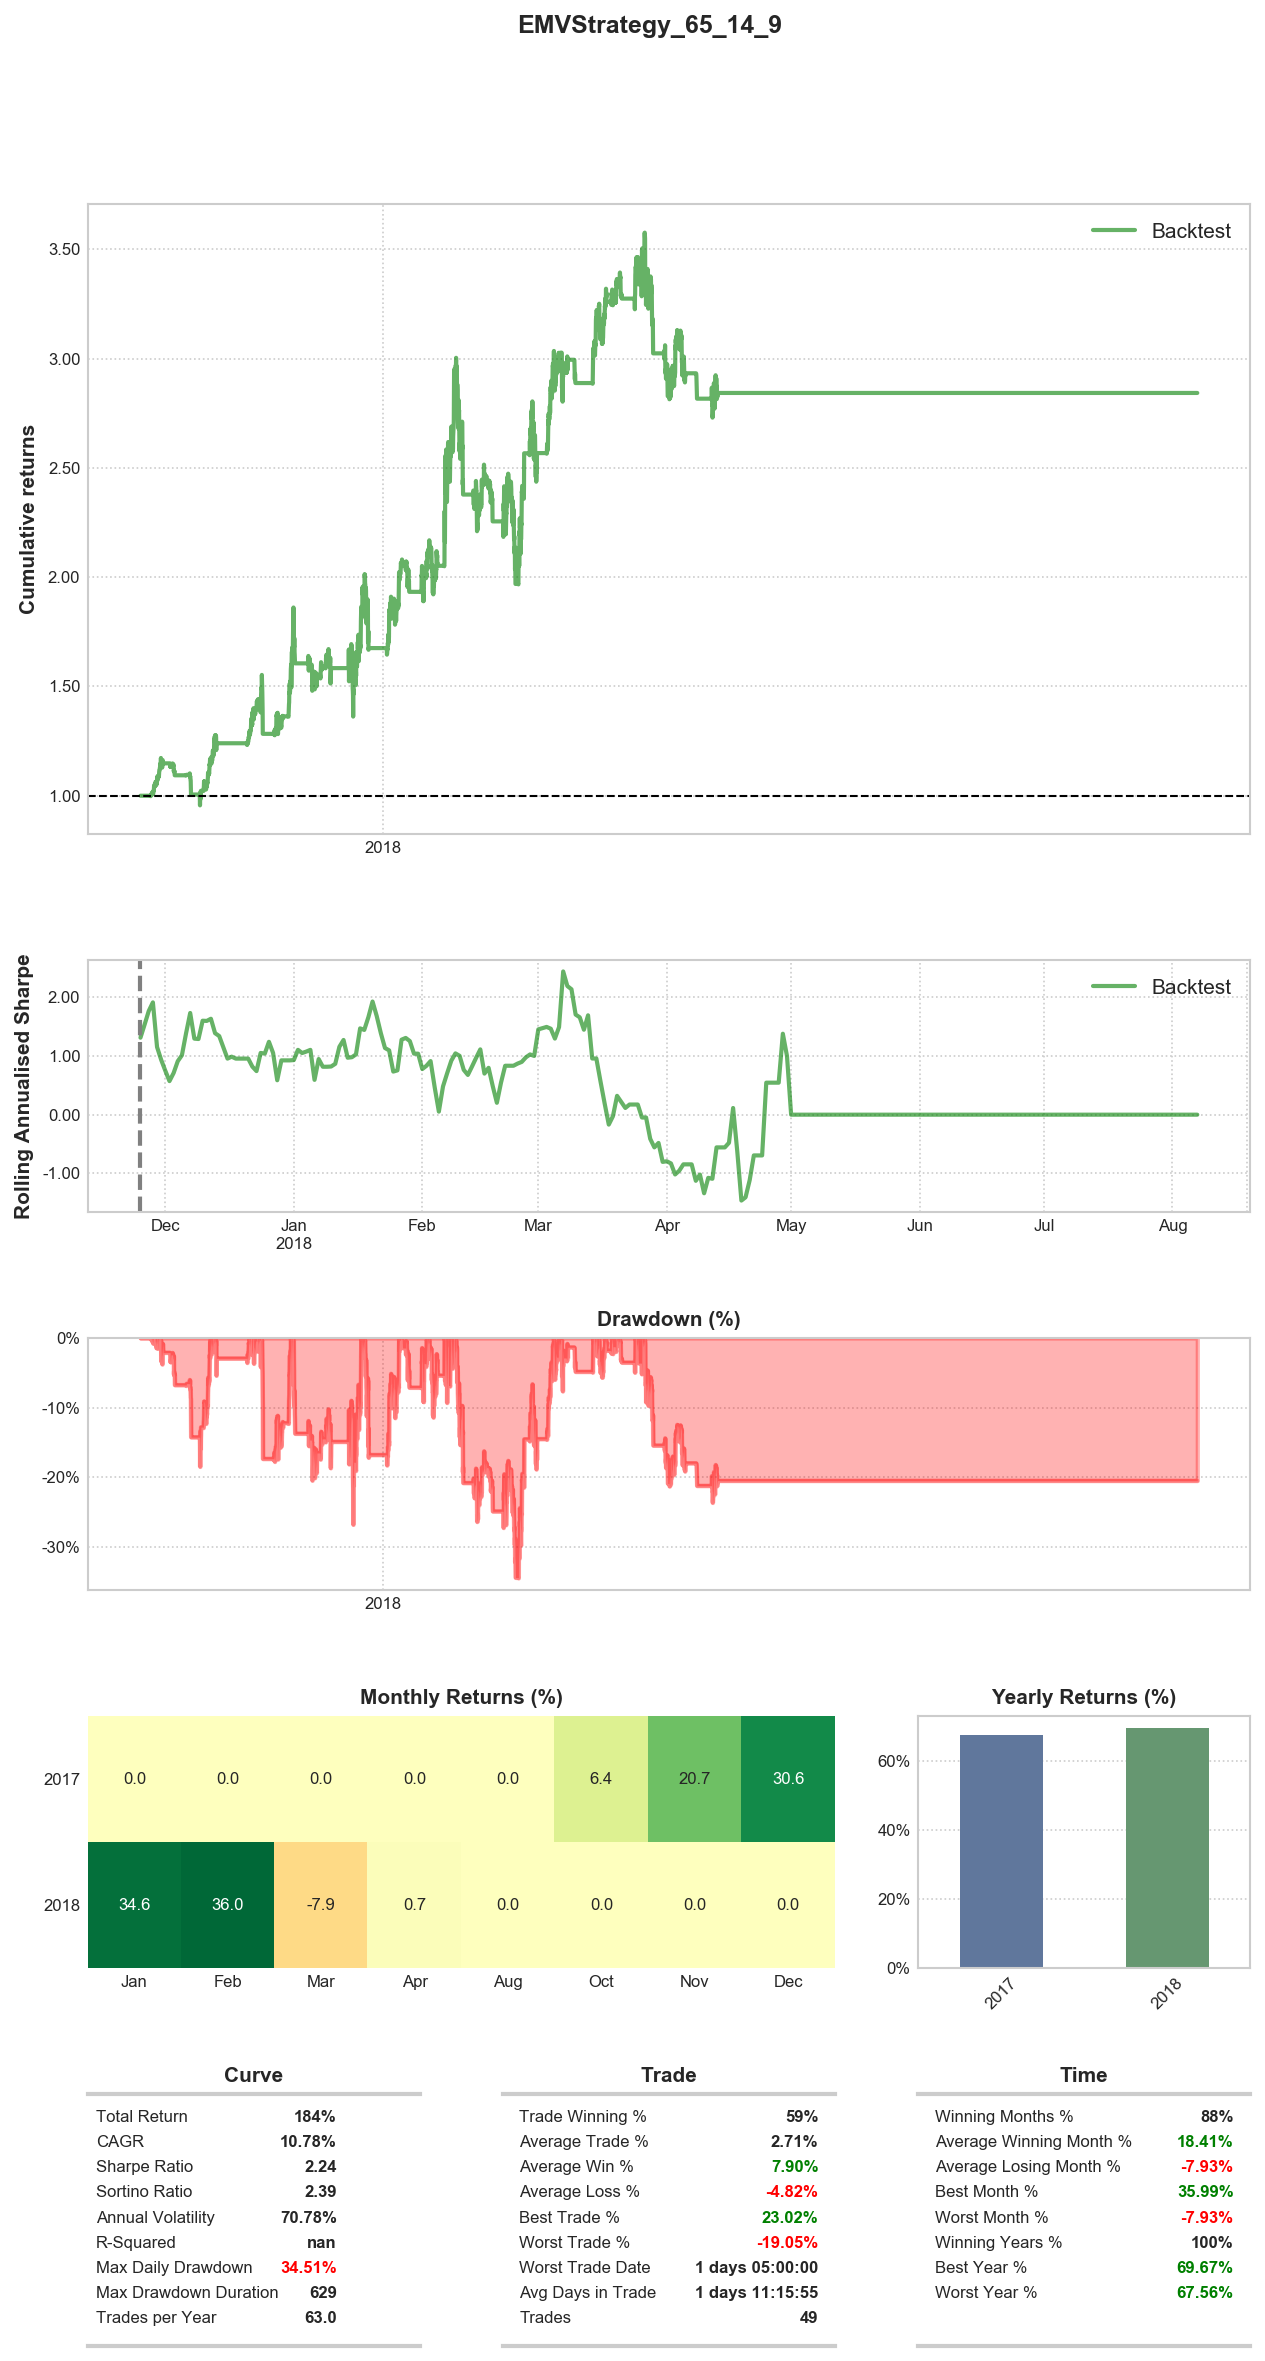 EMVStrategy_65_14_9
Backtest
Cumulative returns
3.50
3.00
2.50
2.00
1.50
1.00
2018
Backtest
Rolling Annualised Sharpe
2.00
1.00
0.00
-1.00
Dec Jan Feb Mar Apr May Jun Jul Aug
2018
Drawdown (%)
0%
-10%
-20%
-30%
2018
Monthly Returns (%)
2017 0.0 0.0 0.0 0.0 0.0 6.4 20.7 30.6
2018 34.6 36.0 -7.9 0.7 0.0 0.0 0.0 0.0
Jan Feb Mar Apr Aug Oct Nov Dec
Yearly Returns (%)
60%
40%
20%
0%
2017 2018
Curve
Total Return 184%
CAGR 10.78%
Sharpe Ratio 2.24
Sortino Ratio 2.39
Annual Volatility 70.78%
R-Squared nan
Max Daily Drawdown 34.51%
Max Drawdown Duration 629
Trades per Year 63.0
Trade
Trade Winning % 59%
Average Trade % 2.71%
Average Win % 7.90%
Average Loss % -4.82%
Best Trade % 23.02%
Worst Trade % -19.05%
Worst Trade Date 1 days 05:00:00
Avg Days in Trade 1 days 11:15:55
Trades 49
Time
Winning Months % 88%
Average Winning Month % 18.41%
Average Losing Month % -7.93%
Best Month % 35.99%
Worst Month % -7.93%
Winning Years % 100%
Best Year % 69.67%
Worst Year % 67.56%